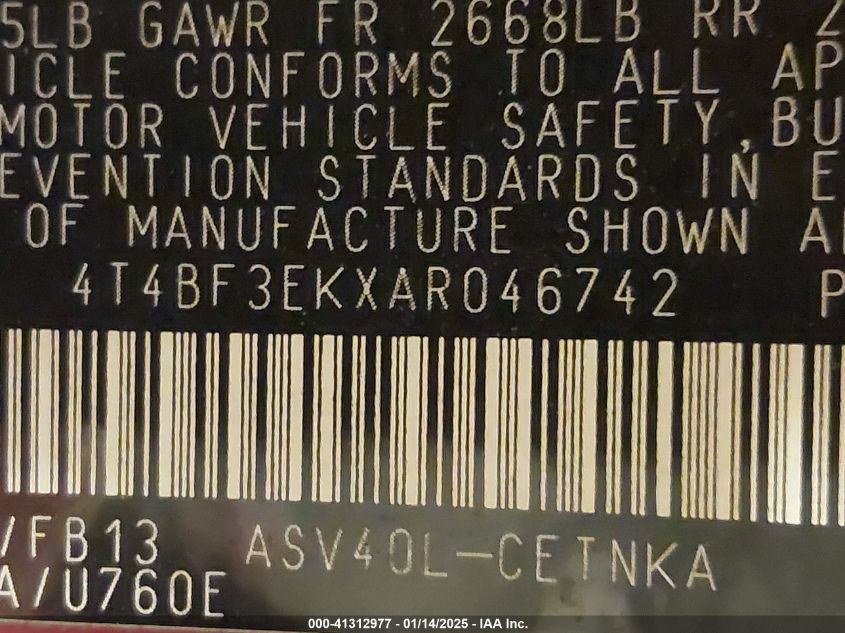 5LB GAWR FR 2668LB RR 2
ICLE CONFORMS TO ALL AP
MOTOR VEHICLE SAFETY, BU
EVENTION STANDARDS IN E
OF MANUFACTURE SHOWN A
4T4BF3EKXAR046742 P
/FB13 ASV40L-CETNKA
A/U760E
000-41312977 - 01/14/2025 - IAA Inc.